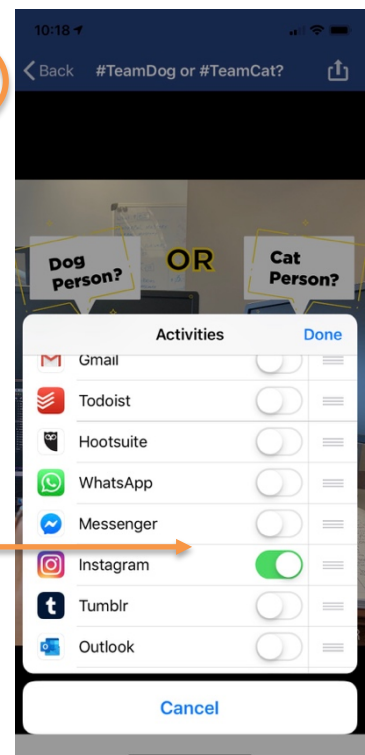 10:18
Back #TeamDog or #TeamCat?
Dog
Person?
OR
Cat
Person?
Activities Done
Gmail
Todoist
Hootsuite
WhatsApp
Messenger
Instagram
t Tumblr
Outlook
Cancel